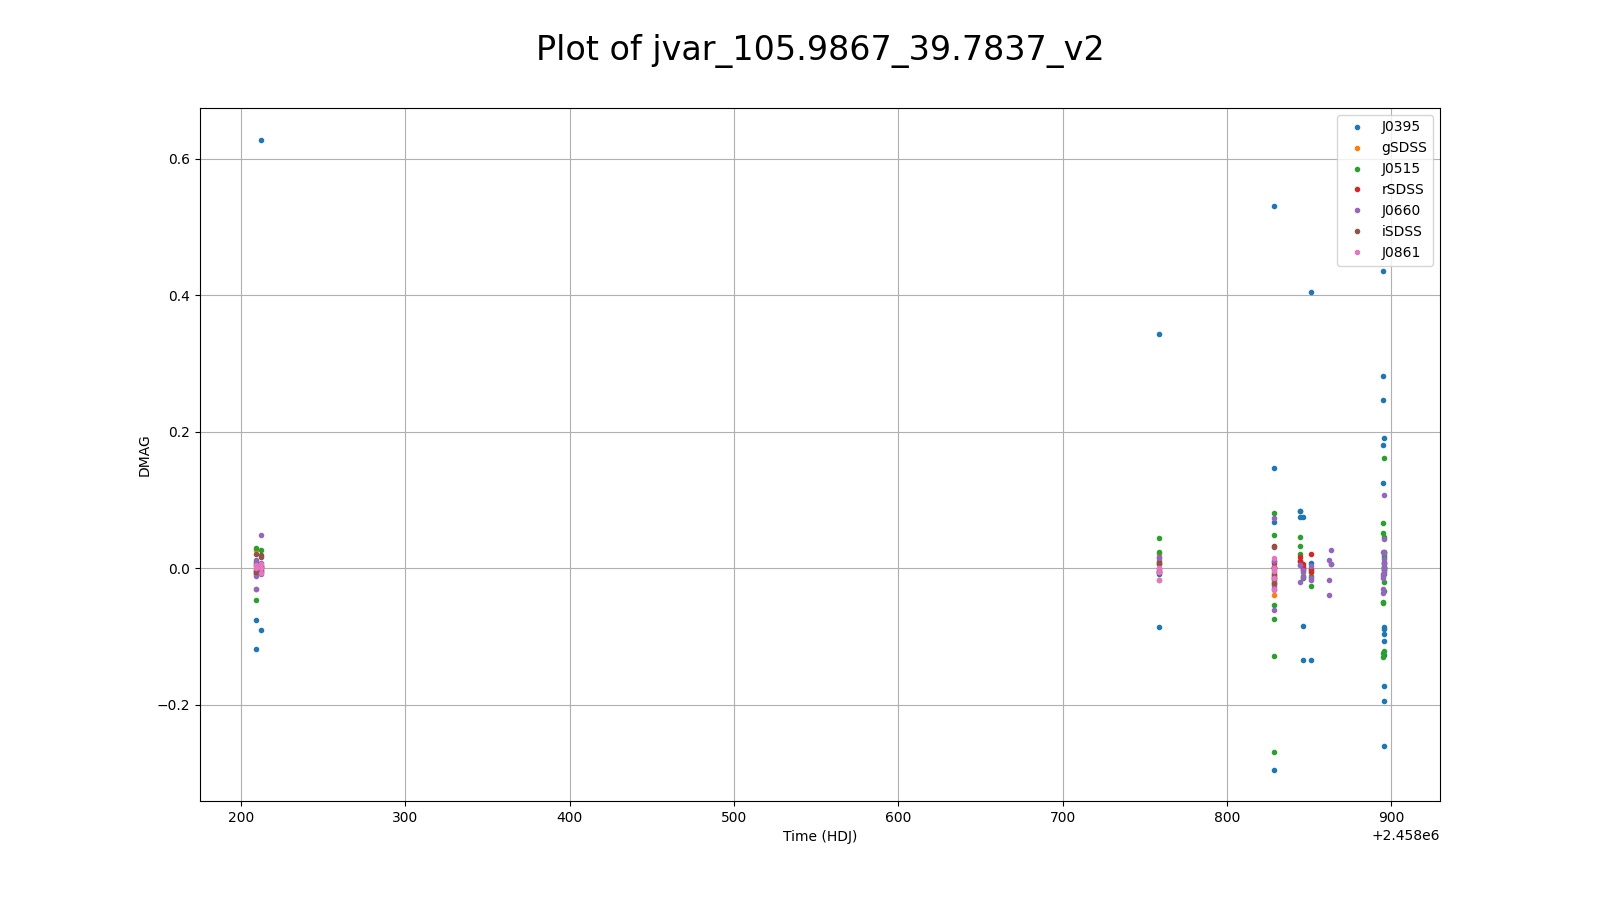 Plot of jvar_105.9867_39.7837_v2
J0395
gSDSS
J0515
rSDSS
J0660
iSDSS
J0861
0.6
0.4
0.2
0.0
−0.2
DMAG
200 300 400 500 600 700 800 900
Time (HDJ)
+2.458e6